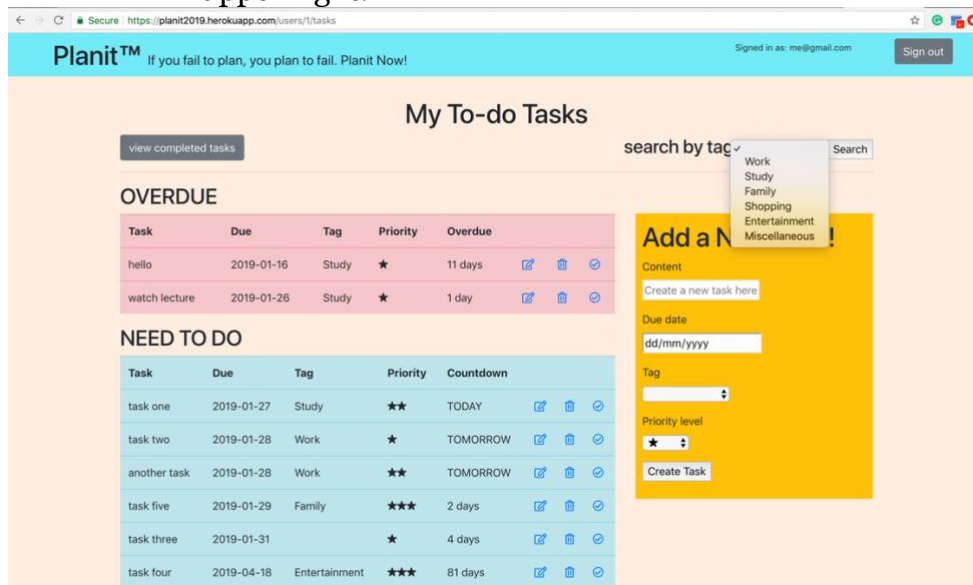 Secure https://planit2019.herokuapp.com/users/1/tasks
Planit™ If you fail to plan, you plan to fail. Planit Now!
Signed in as: me@gmail.com
Sign out
My To-do Tasks
view completed tasks
search by tag
Search
Work
Study
Family
Shopping
Entertainment
Miscellaneous
OVERDUE
Task Due Tag Priority Overdue
hello 2019-01-16 Study ★ 11 days
watch lecture 2019-01-26 Study ★ 1 day
NEED TO DO
Task Due Tag Priority Countdown
task one 2019-01-27 Study ★★ TODAY
task two 2019-01-28 Work ★ TOMORROW
another task 2019-01-28 Work ★★ TOMORROW
task five 2019-01-29 Family ★★★ 2 days
task three 2019-01-31 ★ 4 days
task four 2019-04-18 Entertainment ★★★ 81 days
Add a N !
Content
Create a new task here
Due date
dd/mm/yyyy
Tag
Priority level
★
Create Task